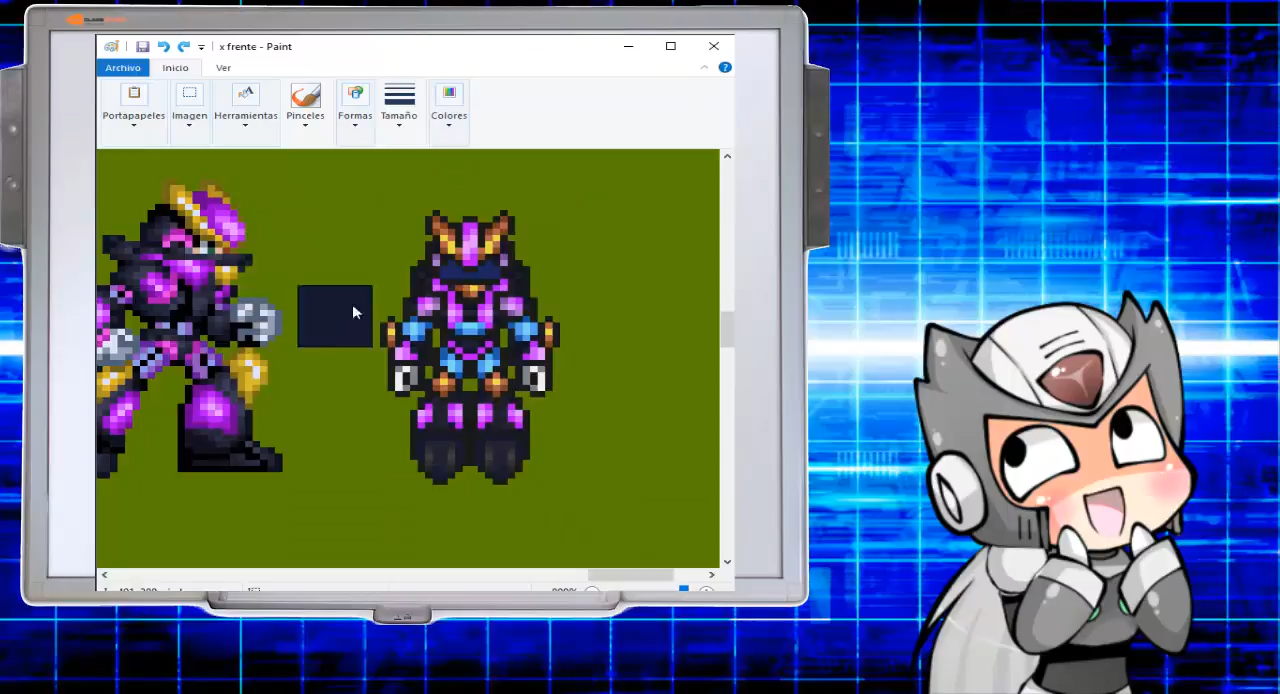 x frente - Paint
Archivo Inicio Ver
Portapapeles Imagen Herramientas Pinceles Formas Tamaño Colores